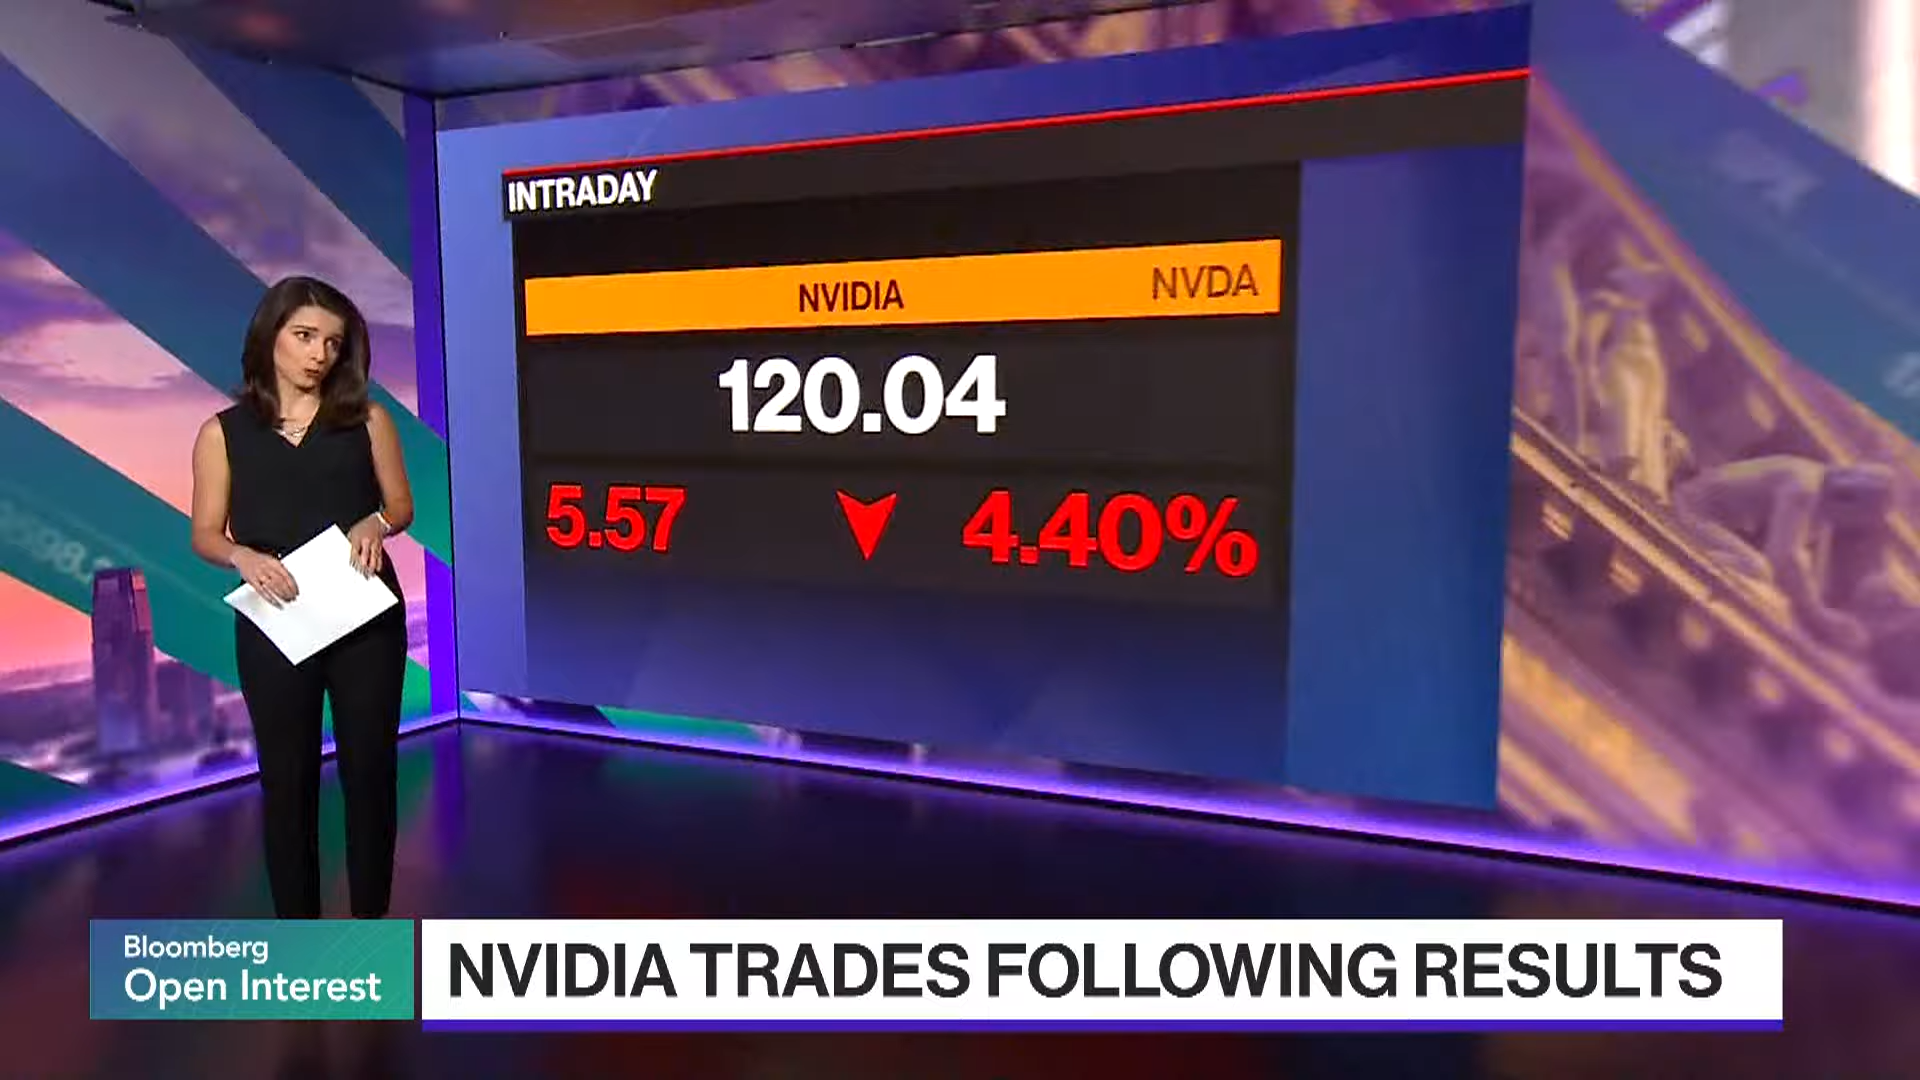 INTRADAY
NVIDIA NVDA
120.04
5.57 4.40%
Bloomberg
Open Interest
NVIDIA TRADES FOLLOWING RESULTS